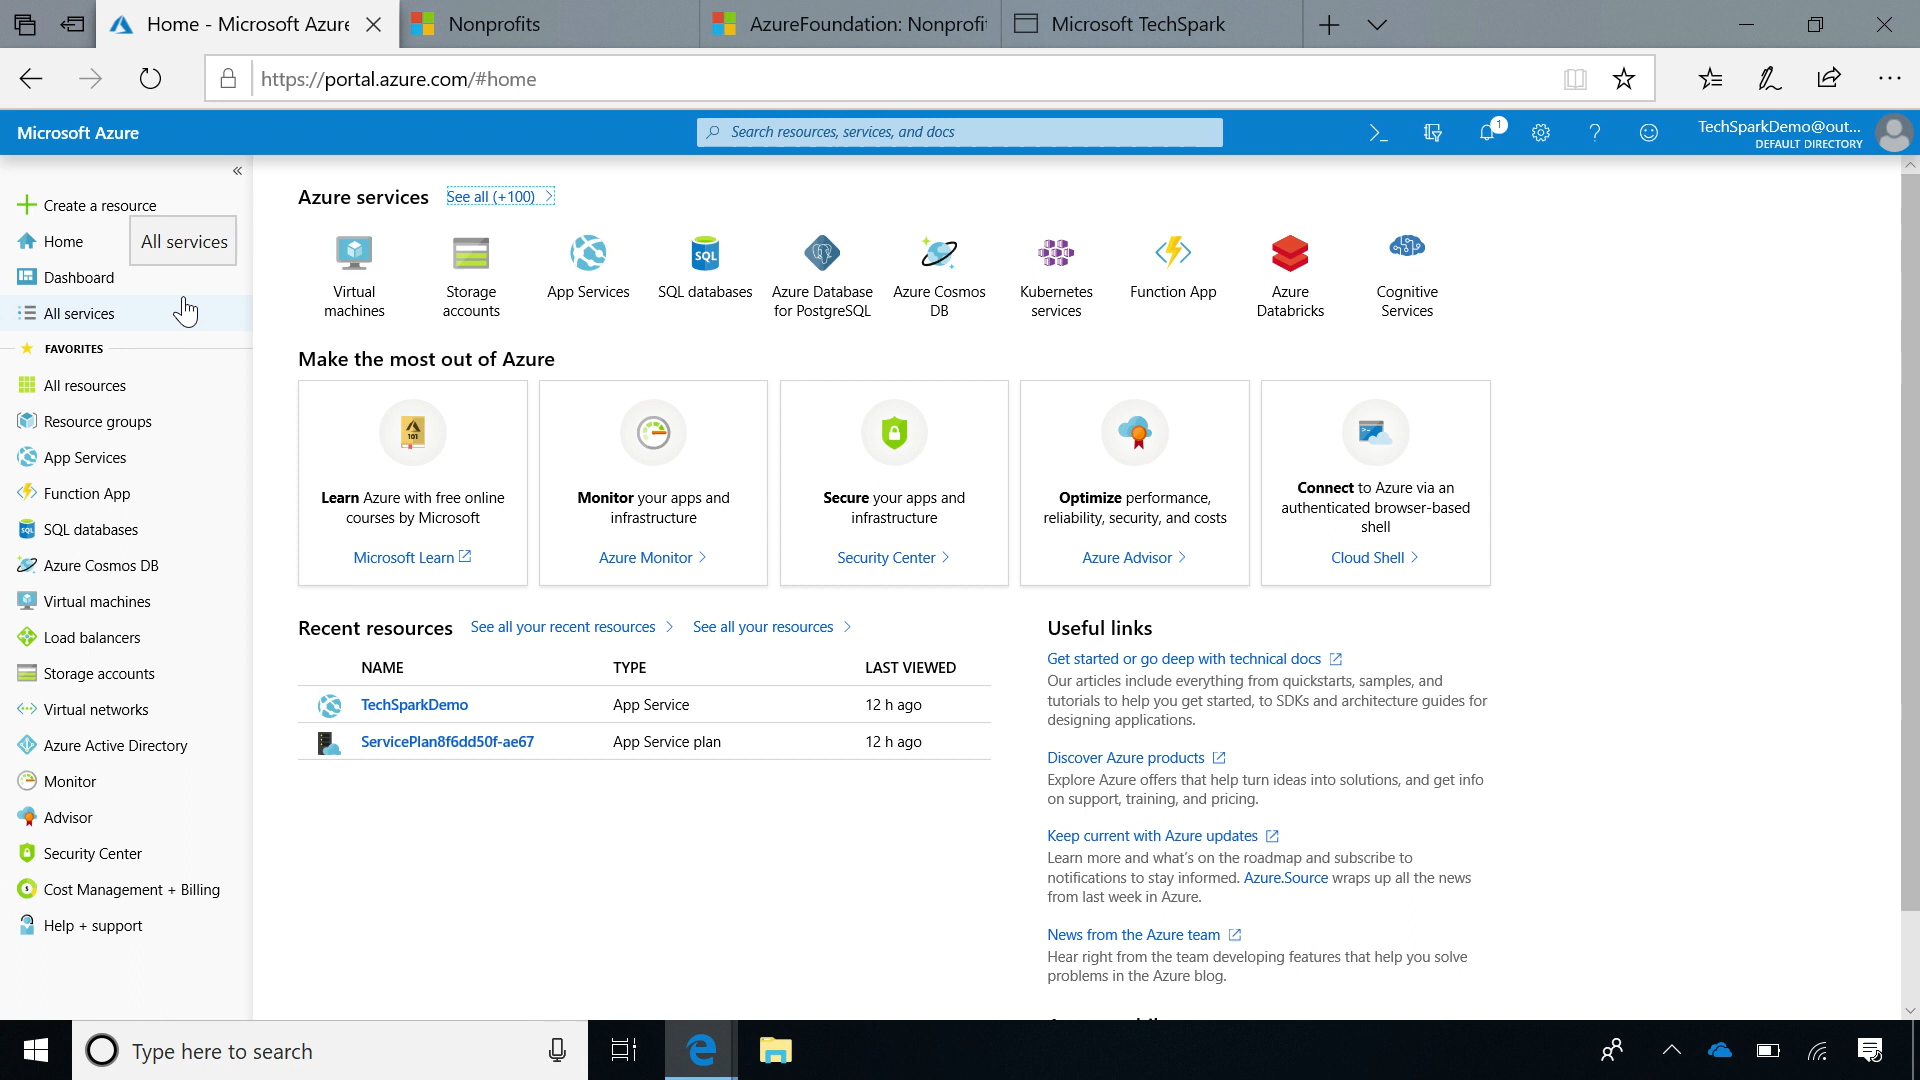 Home - Microsoft Azure
Nonprofits
AzureFoundation: Nonprofi
Microsoft TechSpark
https://portal.azure.com/#home
Microsoft Azure
Search resources, services, and docs
1
TechSparkDemo@out...
DEFAULT DIRECTORY
Create a resource
Home
All services
Dashboard
All services
FAVORITES
All resources
Resource groups
App Services
Function App
SQL databases
Azure Cosmos DB
Virtual machines
Load balancers
Storage accounts
Virtual networks
Azure Active Directory
Monitor
Advisor
Security Center
Cost Management + Billing
Help + support
Azure services
See all (+100)
Virtual
machines
Storage
accounts
App Services
SQL
SQL databases
Azure Database
for PostgreSQL
Azure Cosmos
DB
Kubernetes
services
Function App
Azure
Databricks
Cognitive
Services
Make the most out of Azure
101
Learn Azure with free online
courses by Microsoft
Microsoft Learn
Monitor your apps and
infrastructure
Azure Monitor
Secure your apps and
infrastructure
Security Center
Optimize performance,
reliability, security, and costs
Azure Advisor
Connect to Azure via an
authenticated browser-based
shell
Cloud Shell
Recent resources
See all your recent resources
See all your resources
NAME TYPE LAST VIEWED
TechSparkDemo App Service 12 h ago
ServicePlan8f6dd50f-ae67 App Service plan 12 h ago
Useful links
Get started or go deep with technical docs
Our articles include everything from quickstarts, samples, and
tutorials to help you get started, to SDKs and architecture guides for
designing applications.
Discover Azure products
Explore Azure offers that help turn ideas into solutions, and get info
on support, training, and pricing.
Keep current with Azure updates
Learn more and what's on the roadmap and subscribe to
notifications to stay informed. Azure.Source wraps up all the news
from last week in Azure.
News from the Azure team
Hear right from the team developing features that help you solve
problems in the Azure blog.
Type here to search